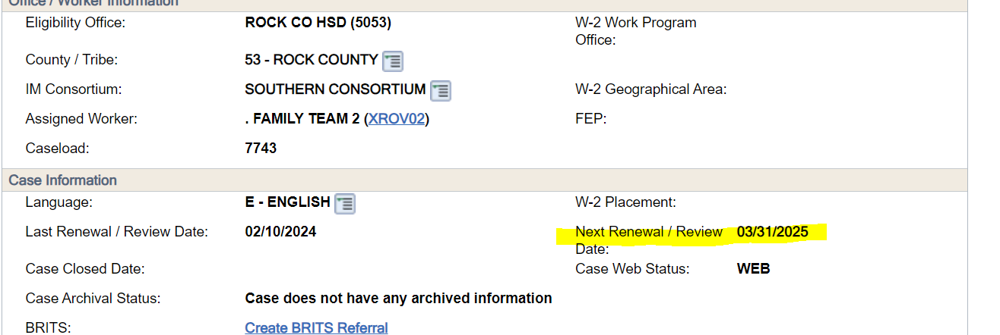 Office / Worker Information
Eligibility Office: ROCK CO HSD (5053) W-2 Work Program
Office:
County / Tribe: 53 - ROCK COUNTY
IM Consortium: SOUTHERN CONSORTIUM W-2 Geographical Area:
Assigned Worker: . FAMILY TEAM 2 (XROV02) FEP:
Caseload: 7743
Case Information
Language: E - ENGLISH W-2 Placement:
Last Renewal / Review Date: 02/10/2024 Next Renewal / Review 03/31/2025
Date:
Case Closed Date: Case Web Status: WEB
Case Archival Status: Case does not have any archived information
BRITS: Create BRITS Referral